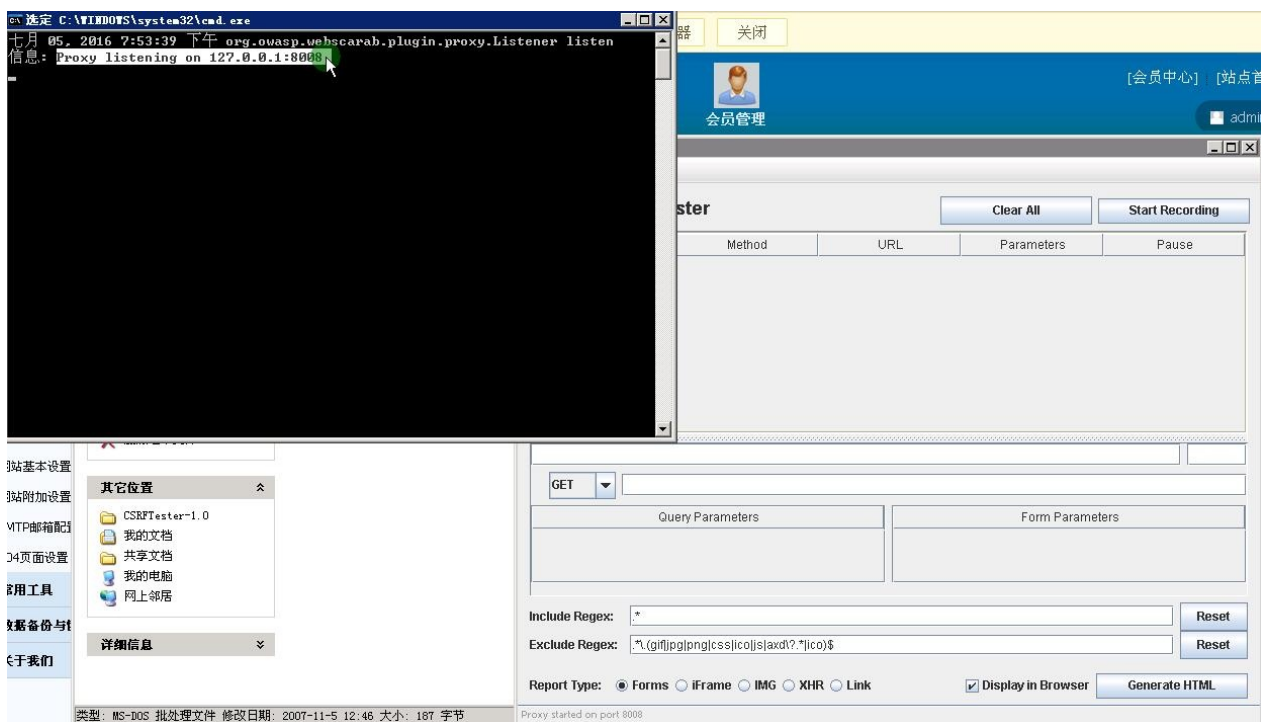 选定 C:\WINDOWS\system32\cmd.exe
七月 05, 2016 7:53:39 下午 org.owasp.webscarab.plugin.proxy.Listener listen
信息: Proxy listening on 127.0.0.1:8008
器 关闭
[会员中心] [站点首
会员管理
admi
ster
Clear All
Start Recording
Method URL Parameters Pause
网站基本设置
网站附加设置
MTP邮箱配置
04页面设置
常用工具
数据备份与
关于我们
其它位置
CSRFTester-1.0
我的文档
共享文档
我的电脑
网上邻居
详细信息
类型: MS-DOS 批处理文件 修改日期: 2007-11-5 12:46 大小: 187 字节
GET
Query Parameters Form Parameters
Include Regex: .* Reset
Exclude Regex: .*\.(gif|jpg|png|css|ico|js|axd\?.*|ico)$ Reset
Report Type: Forms iFrame IMG XHR Link Display in Browser Generate HTML
Proxy started on port 8008